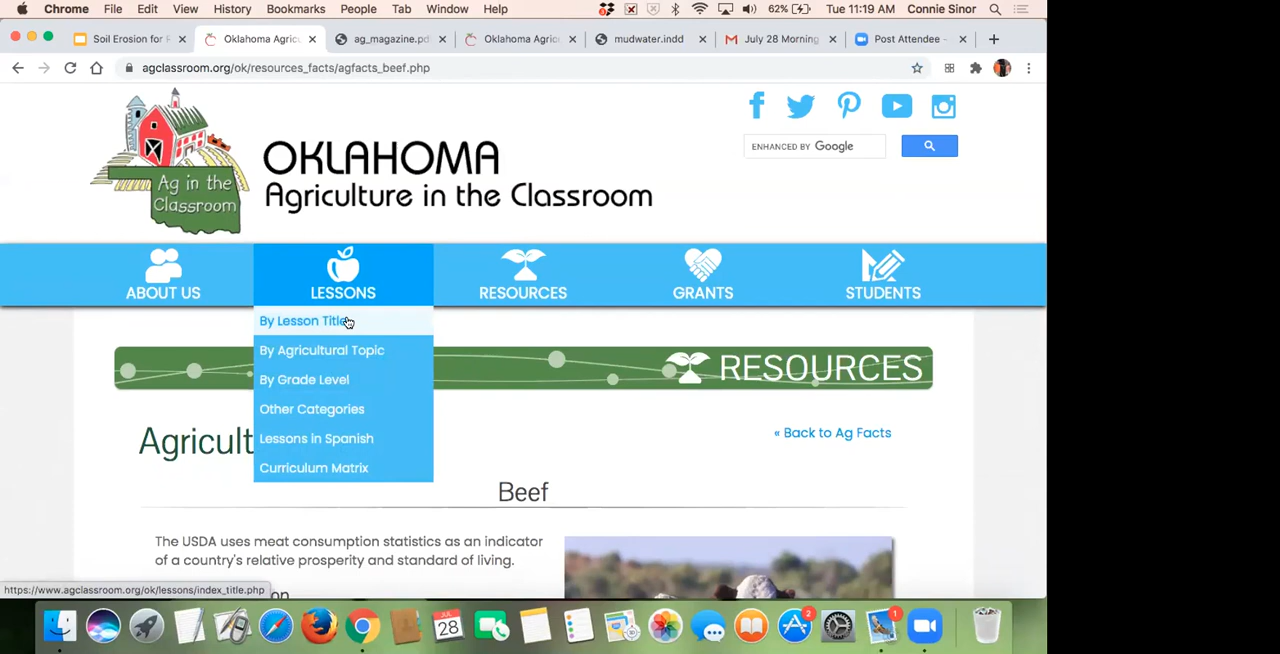 Chrome File Edit View History Bookmarks People Tab Window Help 62% Tue 11:19 AM Connie Sinor
Soil Erosion for F Oklahoma Agricu ag_magazine.pd Oklahoma Agric mudwater.indd July 28 Morning Post Attendee -
agclassroom.org/ok/resources_facts/agfacts_beef.php
Ag in the
Classroom
OKLAHOMA
Agriculture in the Classroom
ENHANCED BY Google
ABOUT US LESSONS RESOURCES GRANTS STUDENTS
By Lesson Title
By Agricultural Topic
By Grade Level
Other Categories
Lessons in Spanish
Curriculum Matrix
RESOURCES
Agricult
« Back to Ag Facts
Beef
The USDA uses meat consumption statistics as an indicator
of a country's relative prosperity and standard of living.
https://www.agclassroom.org/ok/lessons/index_title.php
on
JUL
28
2
1